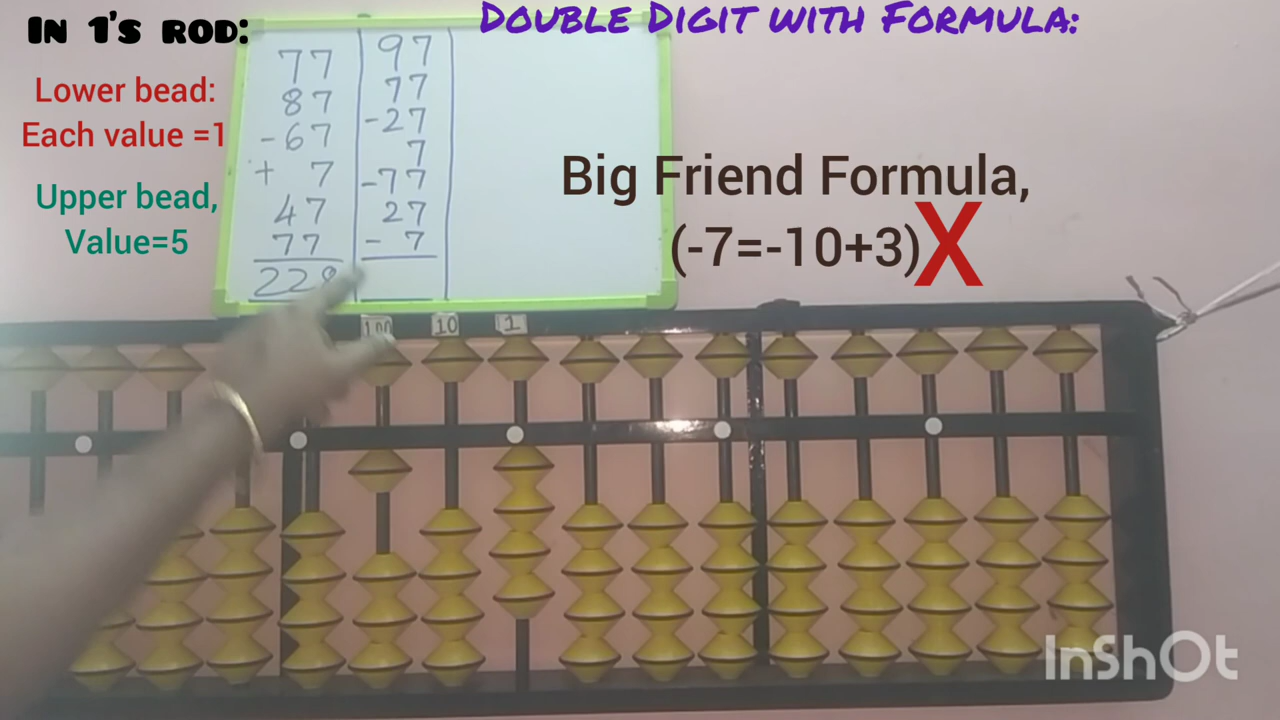 In 1's rod:
Double Digit with Formula:
Lower bead:
Each value =1
Upper bead,
Value=5
77
87
-67
+ 7
47
77
228
97
77
-27
7
-77
27
- 7
Big Friend Formula,
(-7=-10+3)X
100
10
1
InShOt